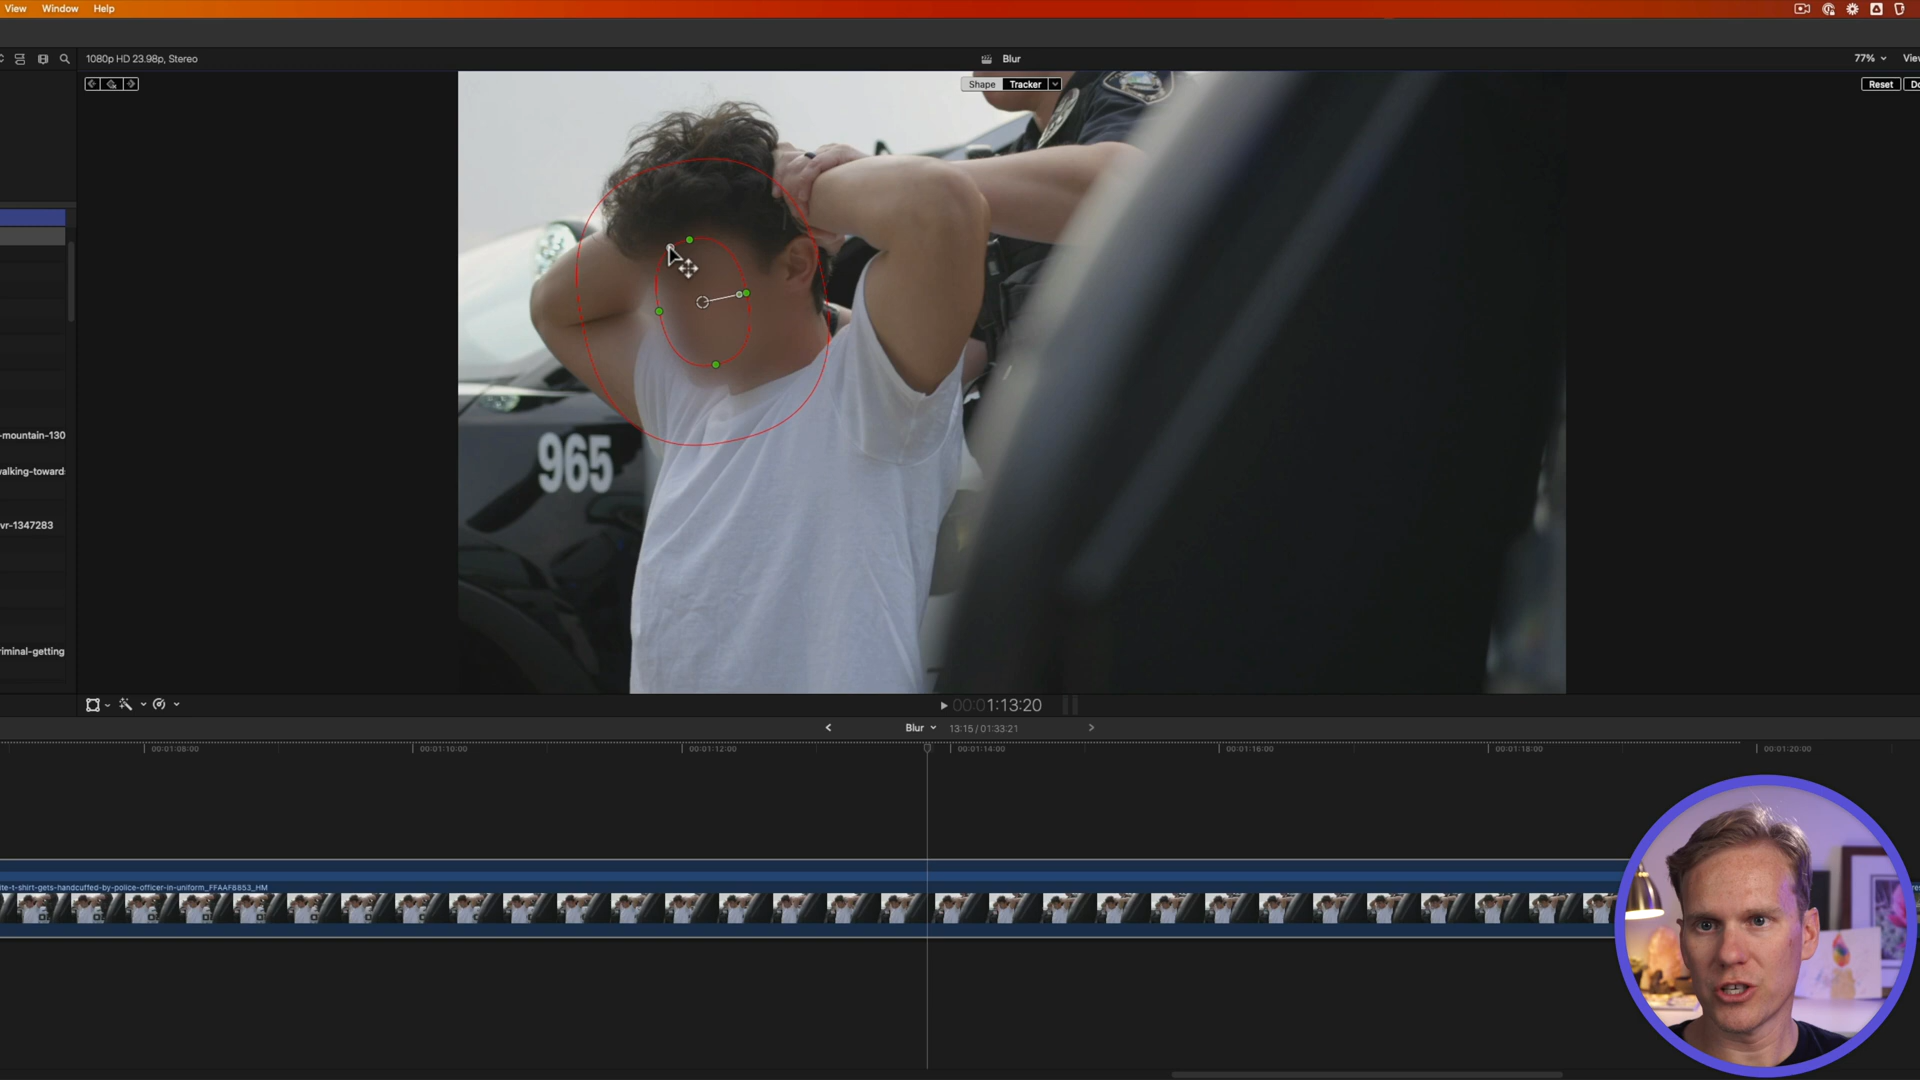 View Window Help
1080p HD 23.98p, Stereo
Blur
77%
Shape Tracker
Reset
965
-mountain-130
valking-toward
vr-1347283
riminal-getting
00:01:13:20
Blur 13:15 / 01:33:21
00:01:08:00 00:01:10:00 00:01:12:00 00:01:14:00 00:01:16:00 00:01:18:00 00:01:20:00
ite-t-shirt-gets-handcuffed-by-police-officer-in-uniform_FFAAF8853_HM